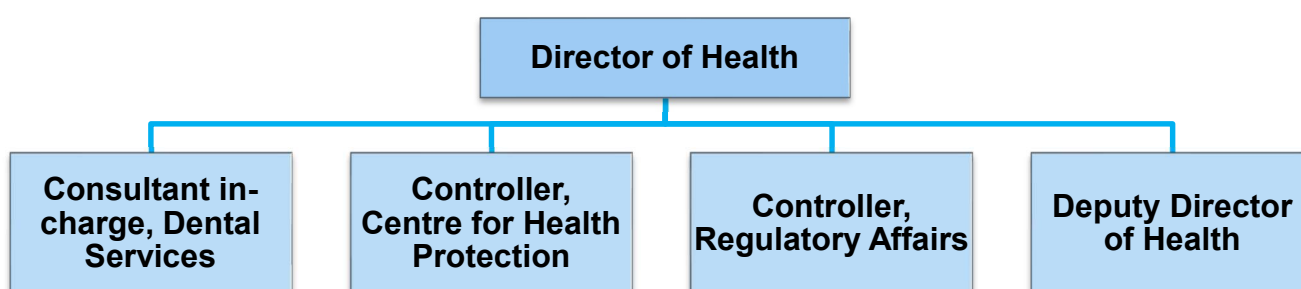 Director of Health
Consultant in-
charge, Dental
Services
Controller,
Centre for Health
Protection
Controller,
Regulatory Affairs
Deputy Director
of Health